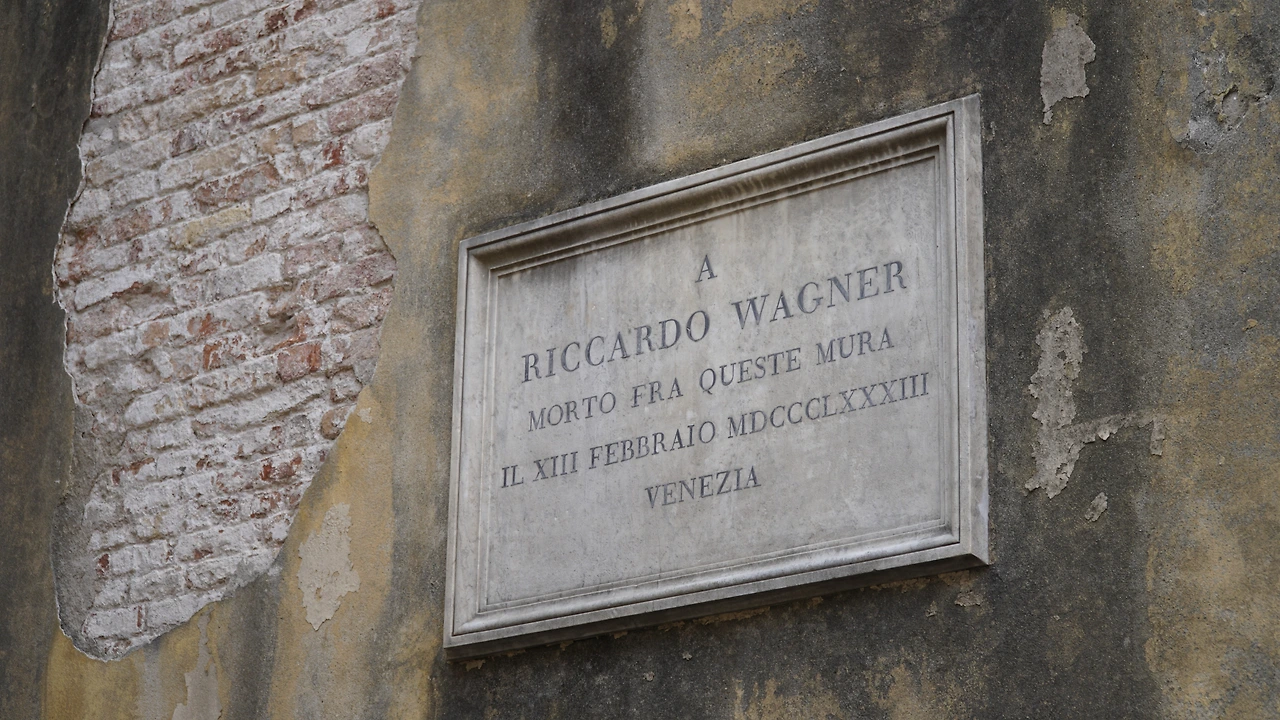 A
RICCARDO WAGNER
MORTO FRA QUESTE MURA
IL XIII FEBBRAIO MDCCCLXXXIII
VENEZIA